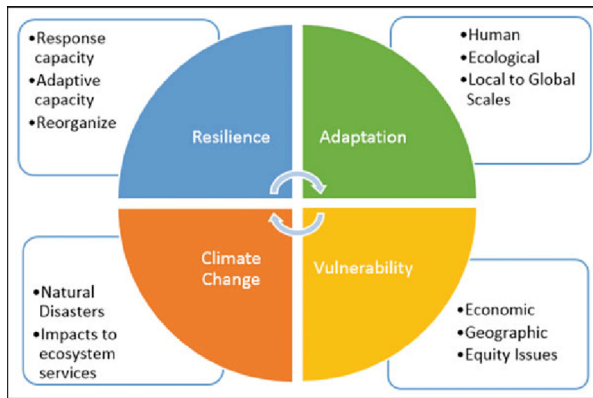 •Response
capacity
•Adaptive
capacity
•Reorganize
•Human
•Ecological
•Local to Global
Scales
Resilience
Adaptation
Climate
Change
Vulnerability
•Natural
Disasters
•Impacts to
ecosystem
services
•Economic
•Geographic
•Equity Issues